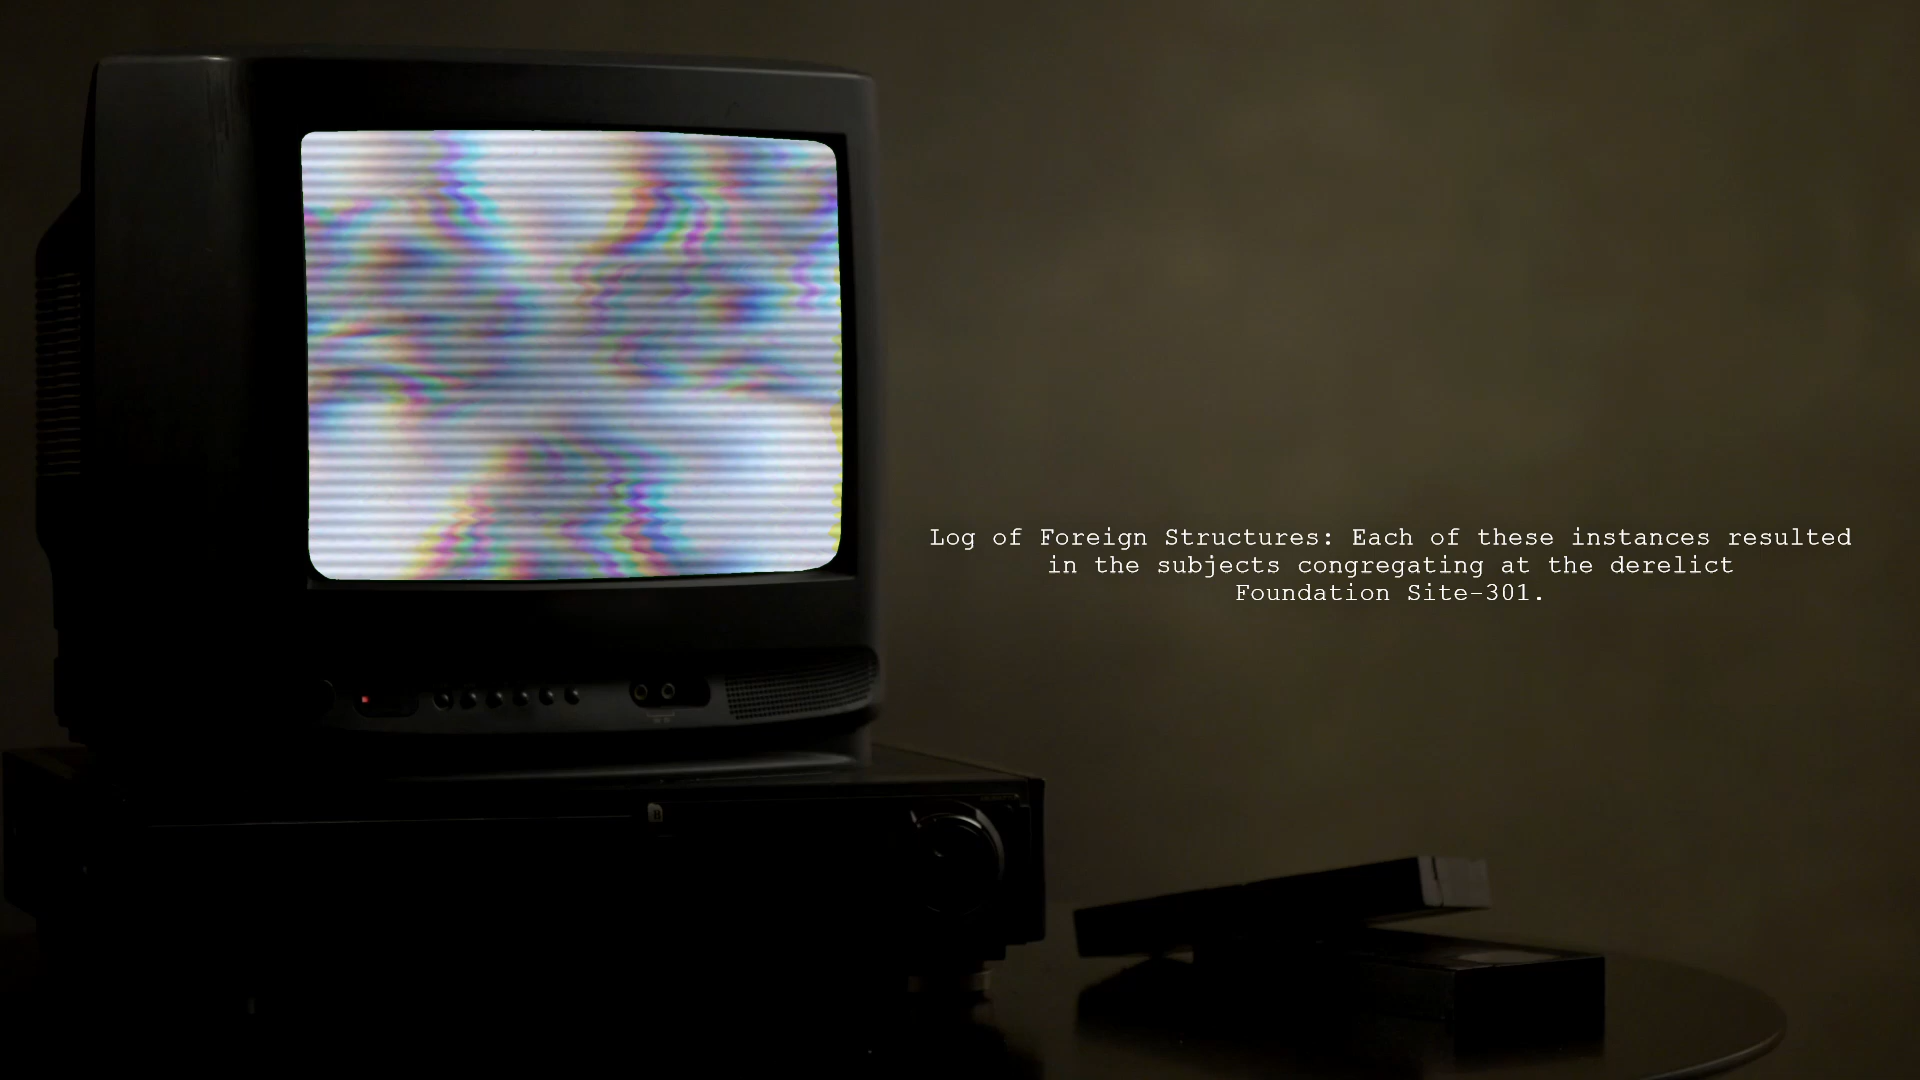 Log of Foreign Structures: Each of these instances resulted
in the subjects congregating at the derelict
Foundation Site-301.